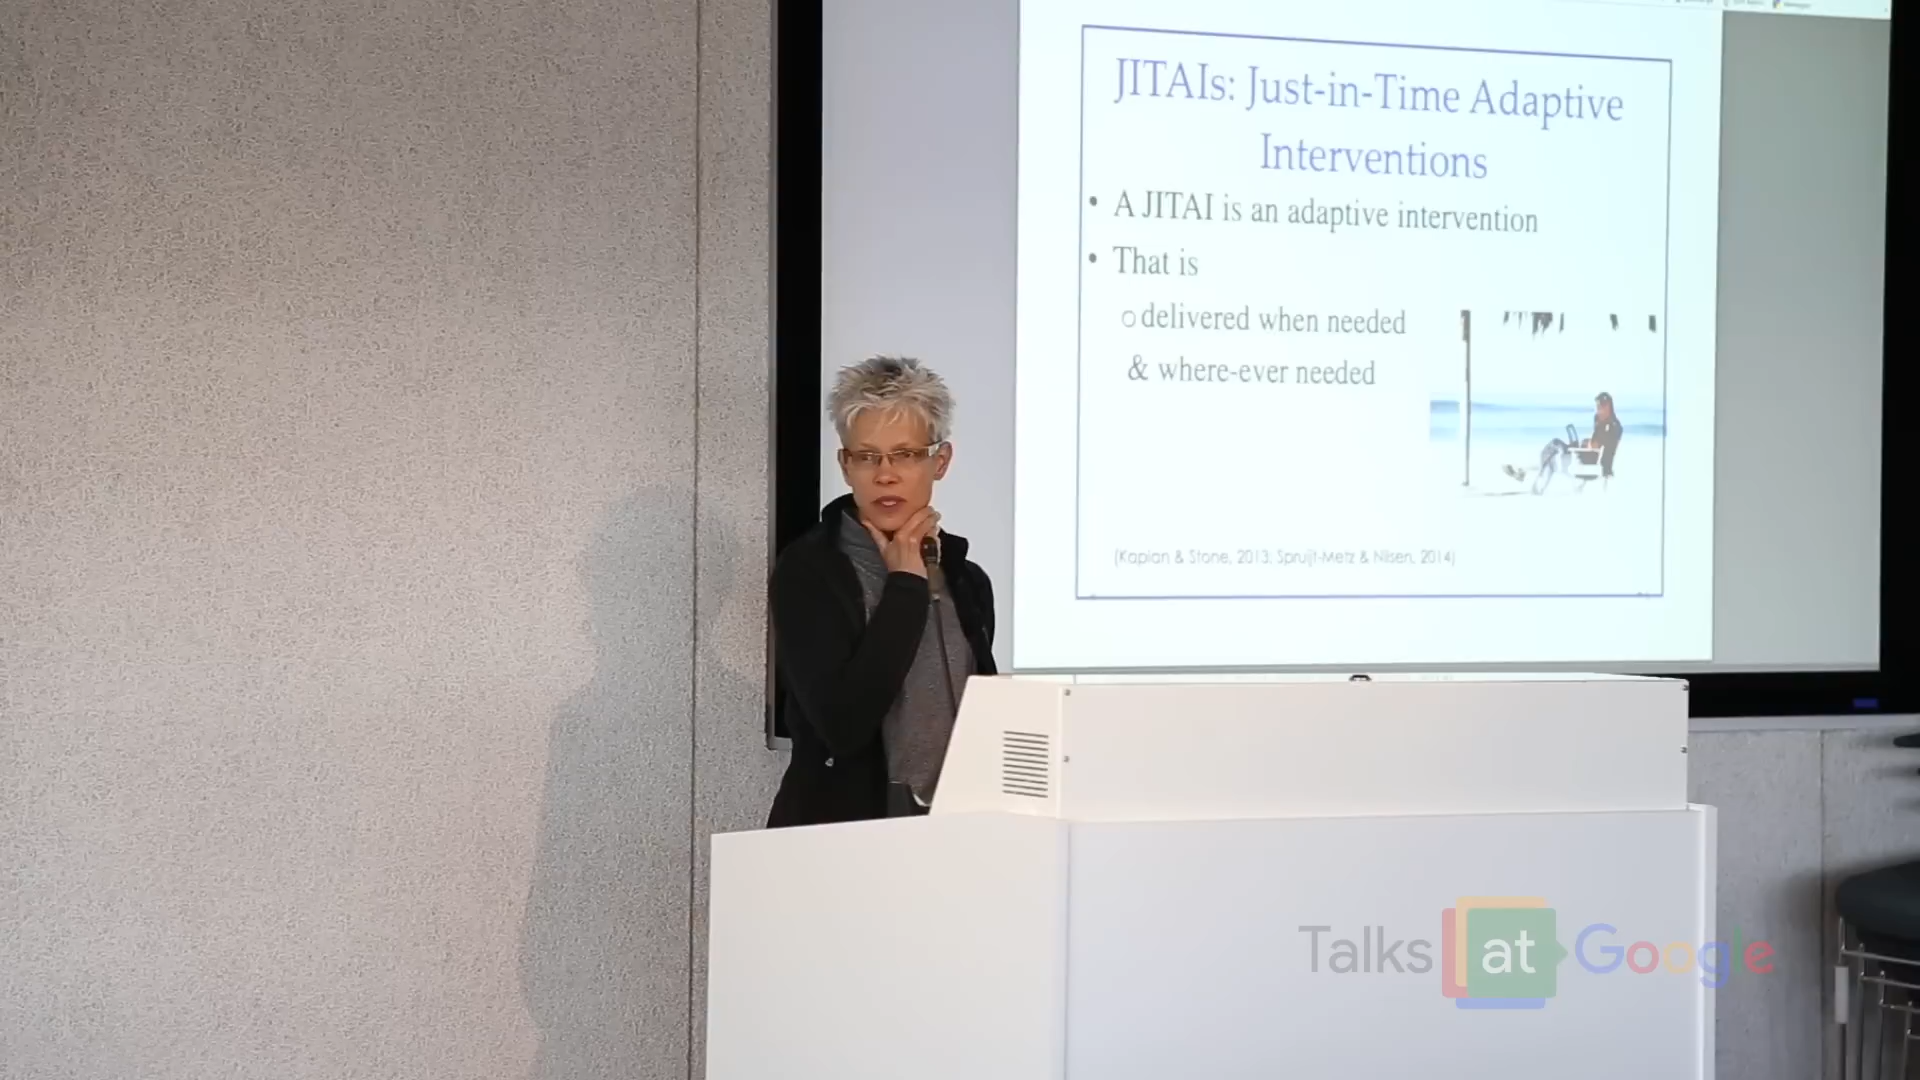 JITAIs: Just-in-Time Adaptive
Interventions
• A JITAI is an adaptive intervention
• That is
○ delivered when needed
& where-ever needed
(Kaplan & Stone, 2013; Spruijt-Metz & Nilsen, 2014)
Talks at Google